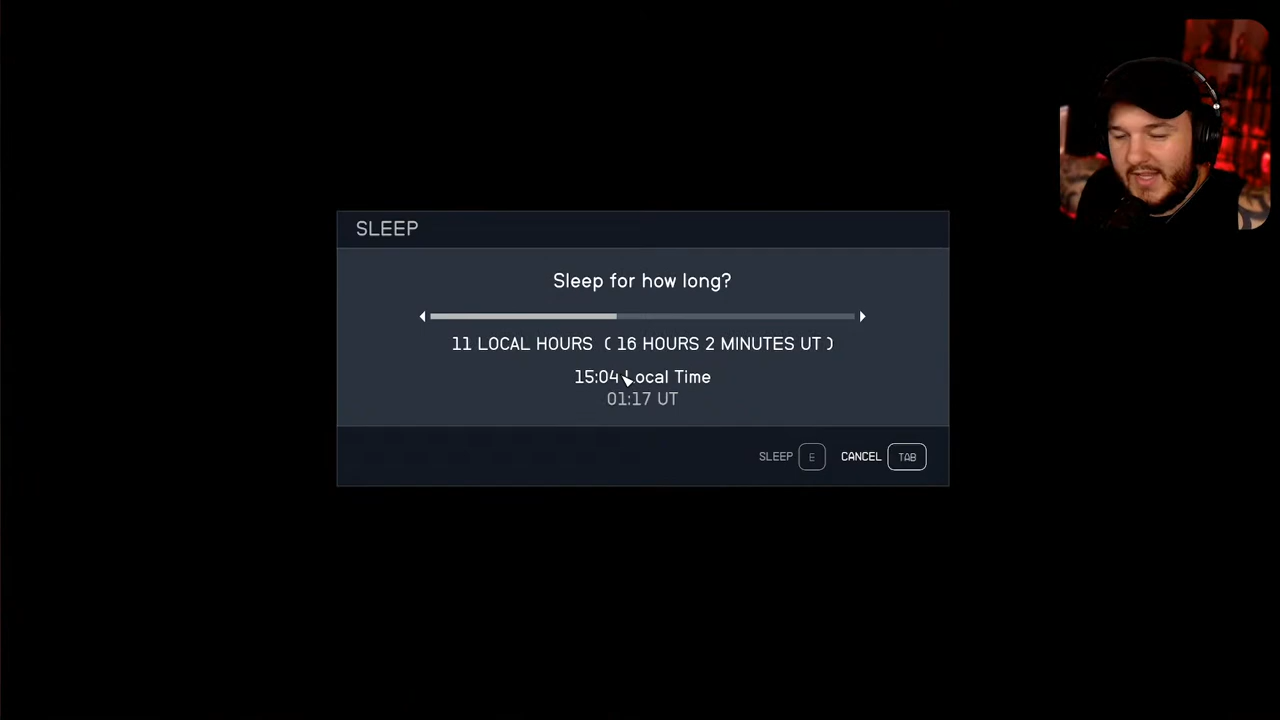 SLEEP
Sleep for how long?
11 LOCAL HOURS ( 16 HOURS 2 MINUTES UT )
15:04 Local Time
01:17 UT
SLEEP E CANCEL TAB